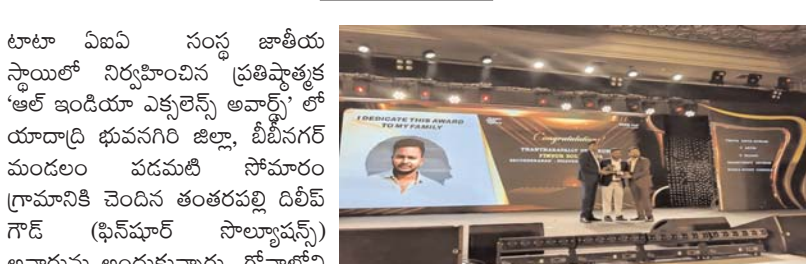 టాటా ఏఐఏ సంస్థ జాతీయ
స్థాయిలో నిర్వహించిన ప్రతిష్ఠాత్మక
‘ఆల్ ఇండియా ఎక్సలెన్స్ అవార్డ్స్’ లో
యాదాద్రి భువనగిరి జిల్లా, బీబీనగర్
మండలం పడమటి సోమారం
గ్రామానికి చెందిన తంతరపల్లి దిలీప్
గౌడ్ (ఫిన్‌షూర్ సొల్యూషన్స్)
I DEDICATE THIS AWARD
TO MY FAMILY
Congratulations!